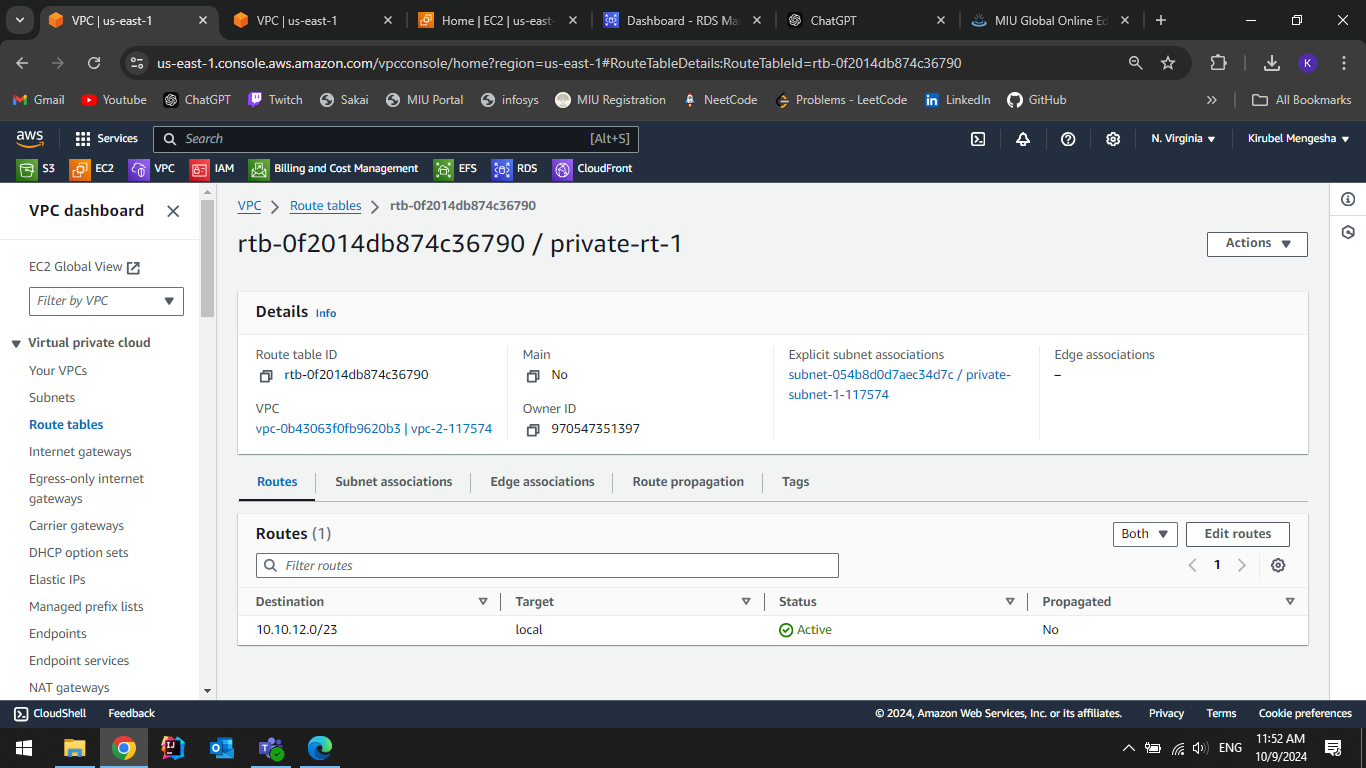 VPC | us-east-1
VPC | us-east-1
Home | EC2 | us-east-
Dashboard - RDS Ma
ChatGPT
MIU Global Online Ed
us-east-1.console.aws.amazon.com/vpcconsole/home?region=us-east-1#RouteTableDetails:RouteTableId=rtb-0f2014db874c36790
K
Gmail
Youtube
ChatGPT
Twitch
Sakai
MIU Portal
infosys
MIU Registration
NeetCode
Problems - LeetCode
LinkedIn
GitHub
»
All Bookmarks
aws
Services
Search
[Alt+S]
N. Virginia
Kirubel Mengesha
S3
EC2
VPC
IAM
Billing and Cost Management
EFS
RDS
CloudFront
VPC dashboard
EC2 Global View
Filter by VPC
Virtual private cloud
Your VPCs
Subnets
Route tables
Internet gateways
Egress-only internet
gateways
Carrier gateways
DHCP option sets
Elastic IPs
Managed prefix lists
Endpoints
Endpoint services
NAT gateways
VPC
Route tables
rtb-0f2014db874c36790
rtb-0f2014db874c36790 / private-rt-1
Actions
Details Info
Route table ID
rtb-0f2014db874c36790
Main
No
Explicit subnet associations
subnet-054b8d0d7aec34d7c / private-
subnet-1-117574
Edge associations
–
VPC
vpc-0b43063f0fb9620b3 | vpc-2-117574
Owner ID
970547351397
Routes
Subnet associations
Edge associations
Route propagation
Tags
Routes (1)
Both
Edit routes
Filter routes
1
Destination
Target
Status
Propagated
10.10.12.0/23
local
Active
No
CloudShell
Feedback
© 2024, Amazon Web Services, Inc. or its affiliates.
Privacy
Terms
Cookie preferences
ENG
11:52 AM
10/9/2024